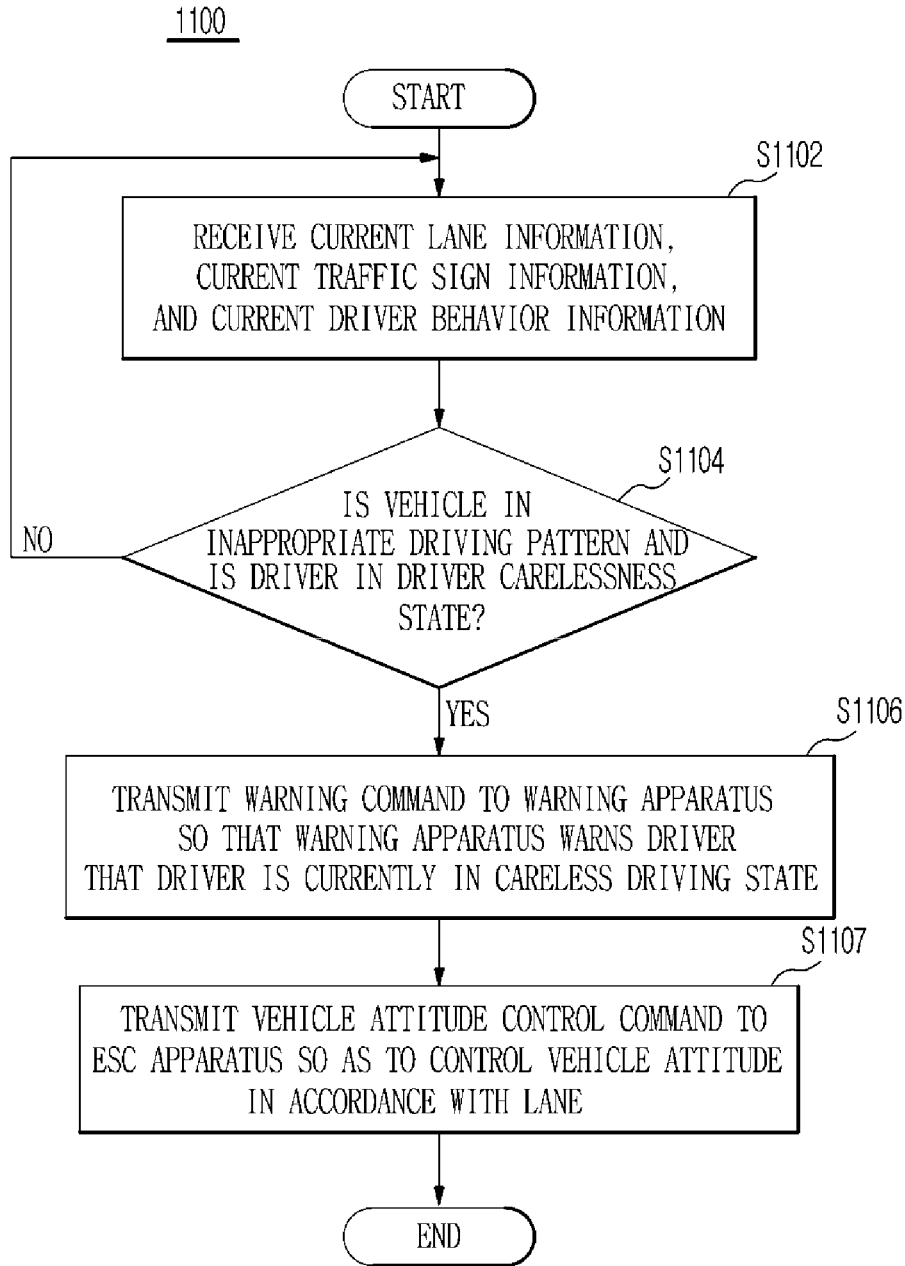 1100
START
S1102
RECEIVE CURRENT LANE INFORMATION,
CURRENT TRAFFIC SIGN INFORMATION,
AND CURRENT DRIVER BEHAVIOR INFORMATION
S1104
IS VEHICLE IN
INAPPROPRIATE DRIVING PATTERN AND
IS DRIVER IN DRIVER CARELESSNESS
STATE?
NO
YES
S1106
TRANSMIT WARNING COMMAND TO WARNING APPARATUS
SO THAT WARNING APPARATUS WARNS DRIVER
THAT DRIVER IS CURRENTLY IN CARELESS DRIVING STATE
S1107
TRANSMIT VEHICLE ATTITUDE CONTROL COMMAND TO
ESC APPARATUS SO AS TO CONTROL VEHICLE ATTITUDE
IN ACCORDANCE WITH LANE
END